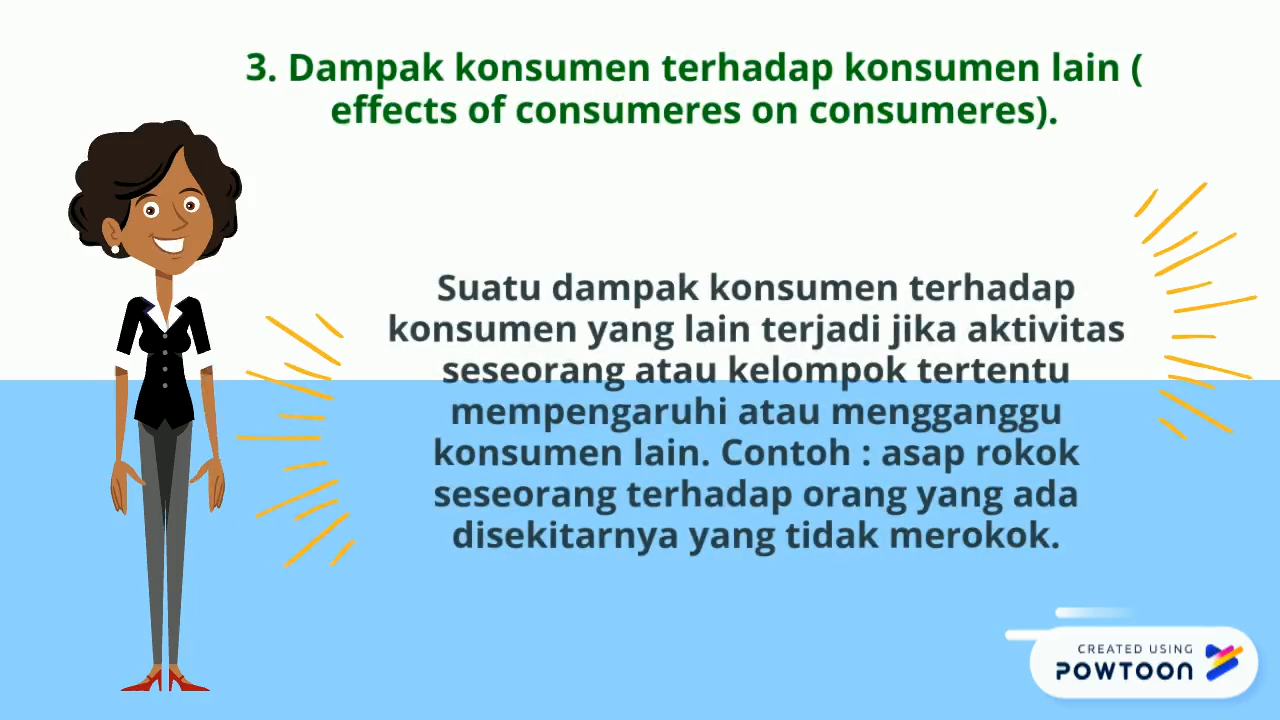 3. Dampak konsumen terhadap konsumen lain (
effects of consumeres on consumeres).
Suatu dampak konsumen terhadap
konsumen yang lain terjadi jika aktivitas
seseorang atau kelompok tertentu
mempengaruhi atau mengganggu
konsumen lain. Contoh : asap rokok
seseorang terhadap orang yang ada
disekitarnya yang tidak merokok.
CREATED USING
POWTOON